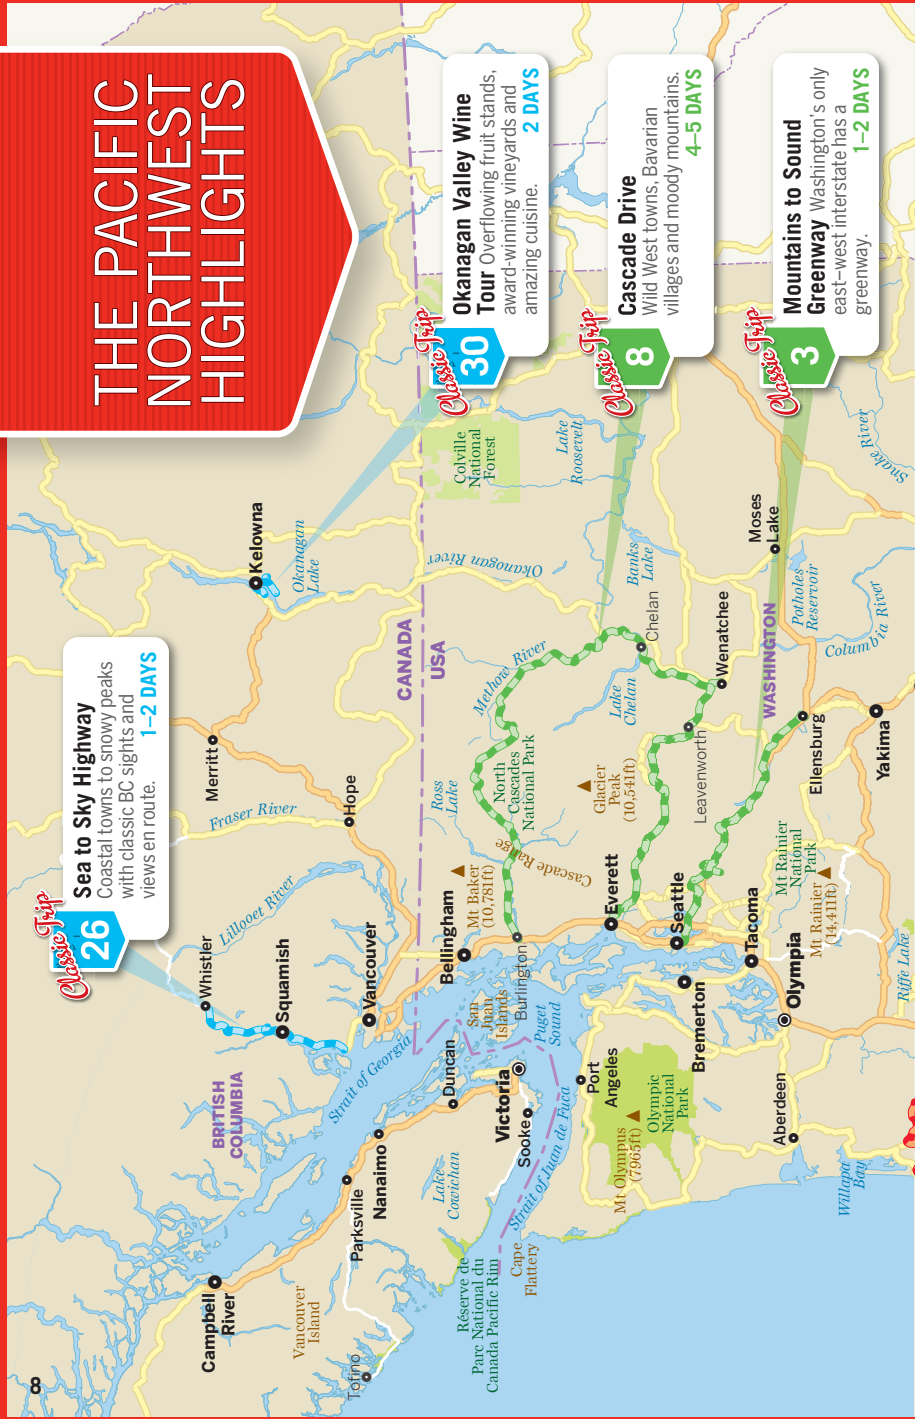 THE PACIFIC
NORTHWEST
HIGHLIGHTS
Classic Trip
26
Sea to Sky Highway
Coastal towns to snowy peaks
with classic BC sights and
views en route.
1–2 DAYS
Classic Trip
30
Okanagan Valley Wine
Tour Overflowing fruit stands,
award-winning vineyards and
amazing cuisine.
2 DAYS
Classic Trip
8
Cascade Drive
Wild West towns, Bavarian
villages and moody mountains.
4–5 DAYS
Classic Trip
3
Mountains to Sound
Greenway Washington's only
east–west interstate has a
greenway.
1–2 DAYS
8
Campbell
River
Vancouver
Island
Tofino
Parksville
Nanaimo
Lake
Cowichan
Réserve de
Parc National du
Canada Pacific Rim
Cape
Flattery
BRITISH
COLUMBIA
Strait of Georgia
Duncan
Victoria
Sooke
Strait of Juan de Fuca
Whistler
Squamish
Vancouver
Lillooet River
Fraser River
Merritt
Hope
Kelowna
Okanagan
Lake
CANADA
USA
Okanogan River
Colville
National
Forest
Lake
Roosevelt
Banks
Lake
Methow River
Ross
Lake
North
Cascades
National Park
Cascade Range
Mt Baker
(10,781ft)
Bellingham
San
Juan
Islands
Burlington
Puget
Sound
Lake
Chelan
Chelan
Glacier
Peak
(10,541ft)
Leavenworth
Wenatchee
Everett
Seattle
Port
Angeles
Mt Olympus
(7965ft)
Olympic
National
Park
Bremerton
Tacoma
Olympia
Aberdeen
Willapa
Bay
Mt Rainier
National
Park
Mt Rainier
(14,411ft)
Riffe Lake
WASHINGTON
Moses
Lake
Potholes
Reservoir
Columbia River
Snake River
Ellensburg
Yakima